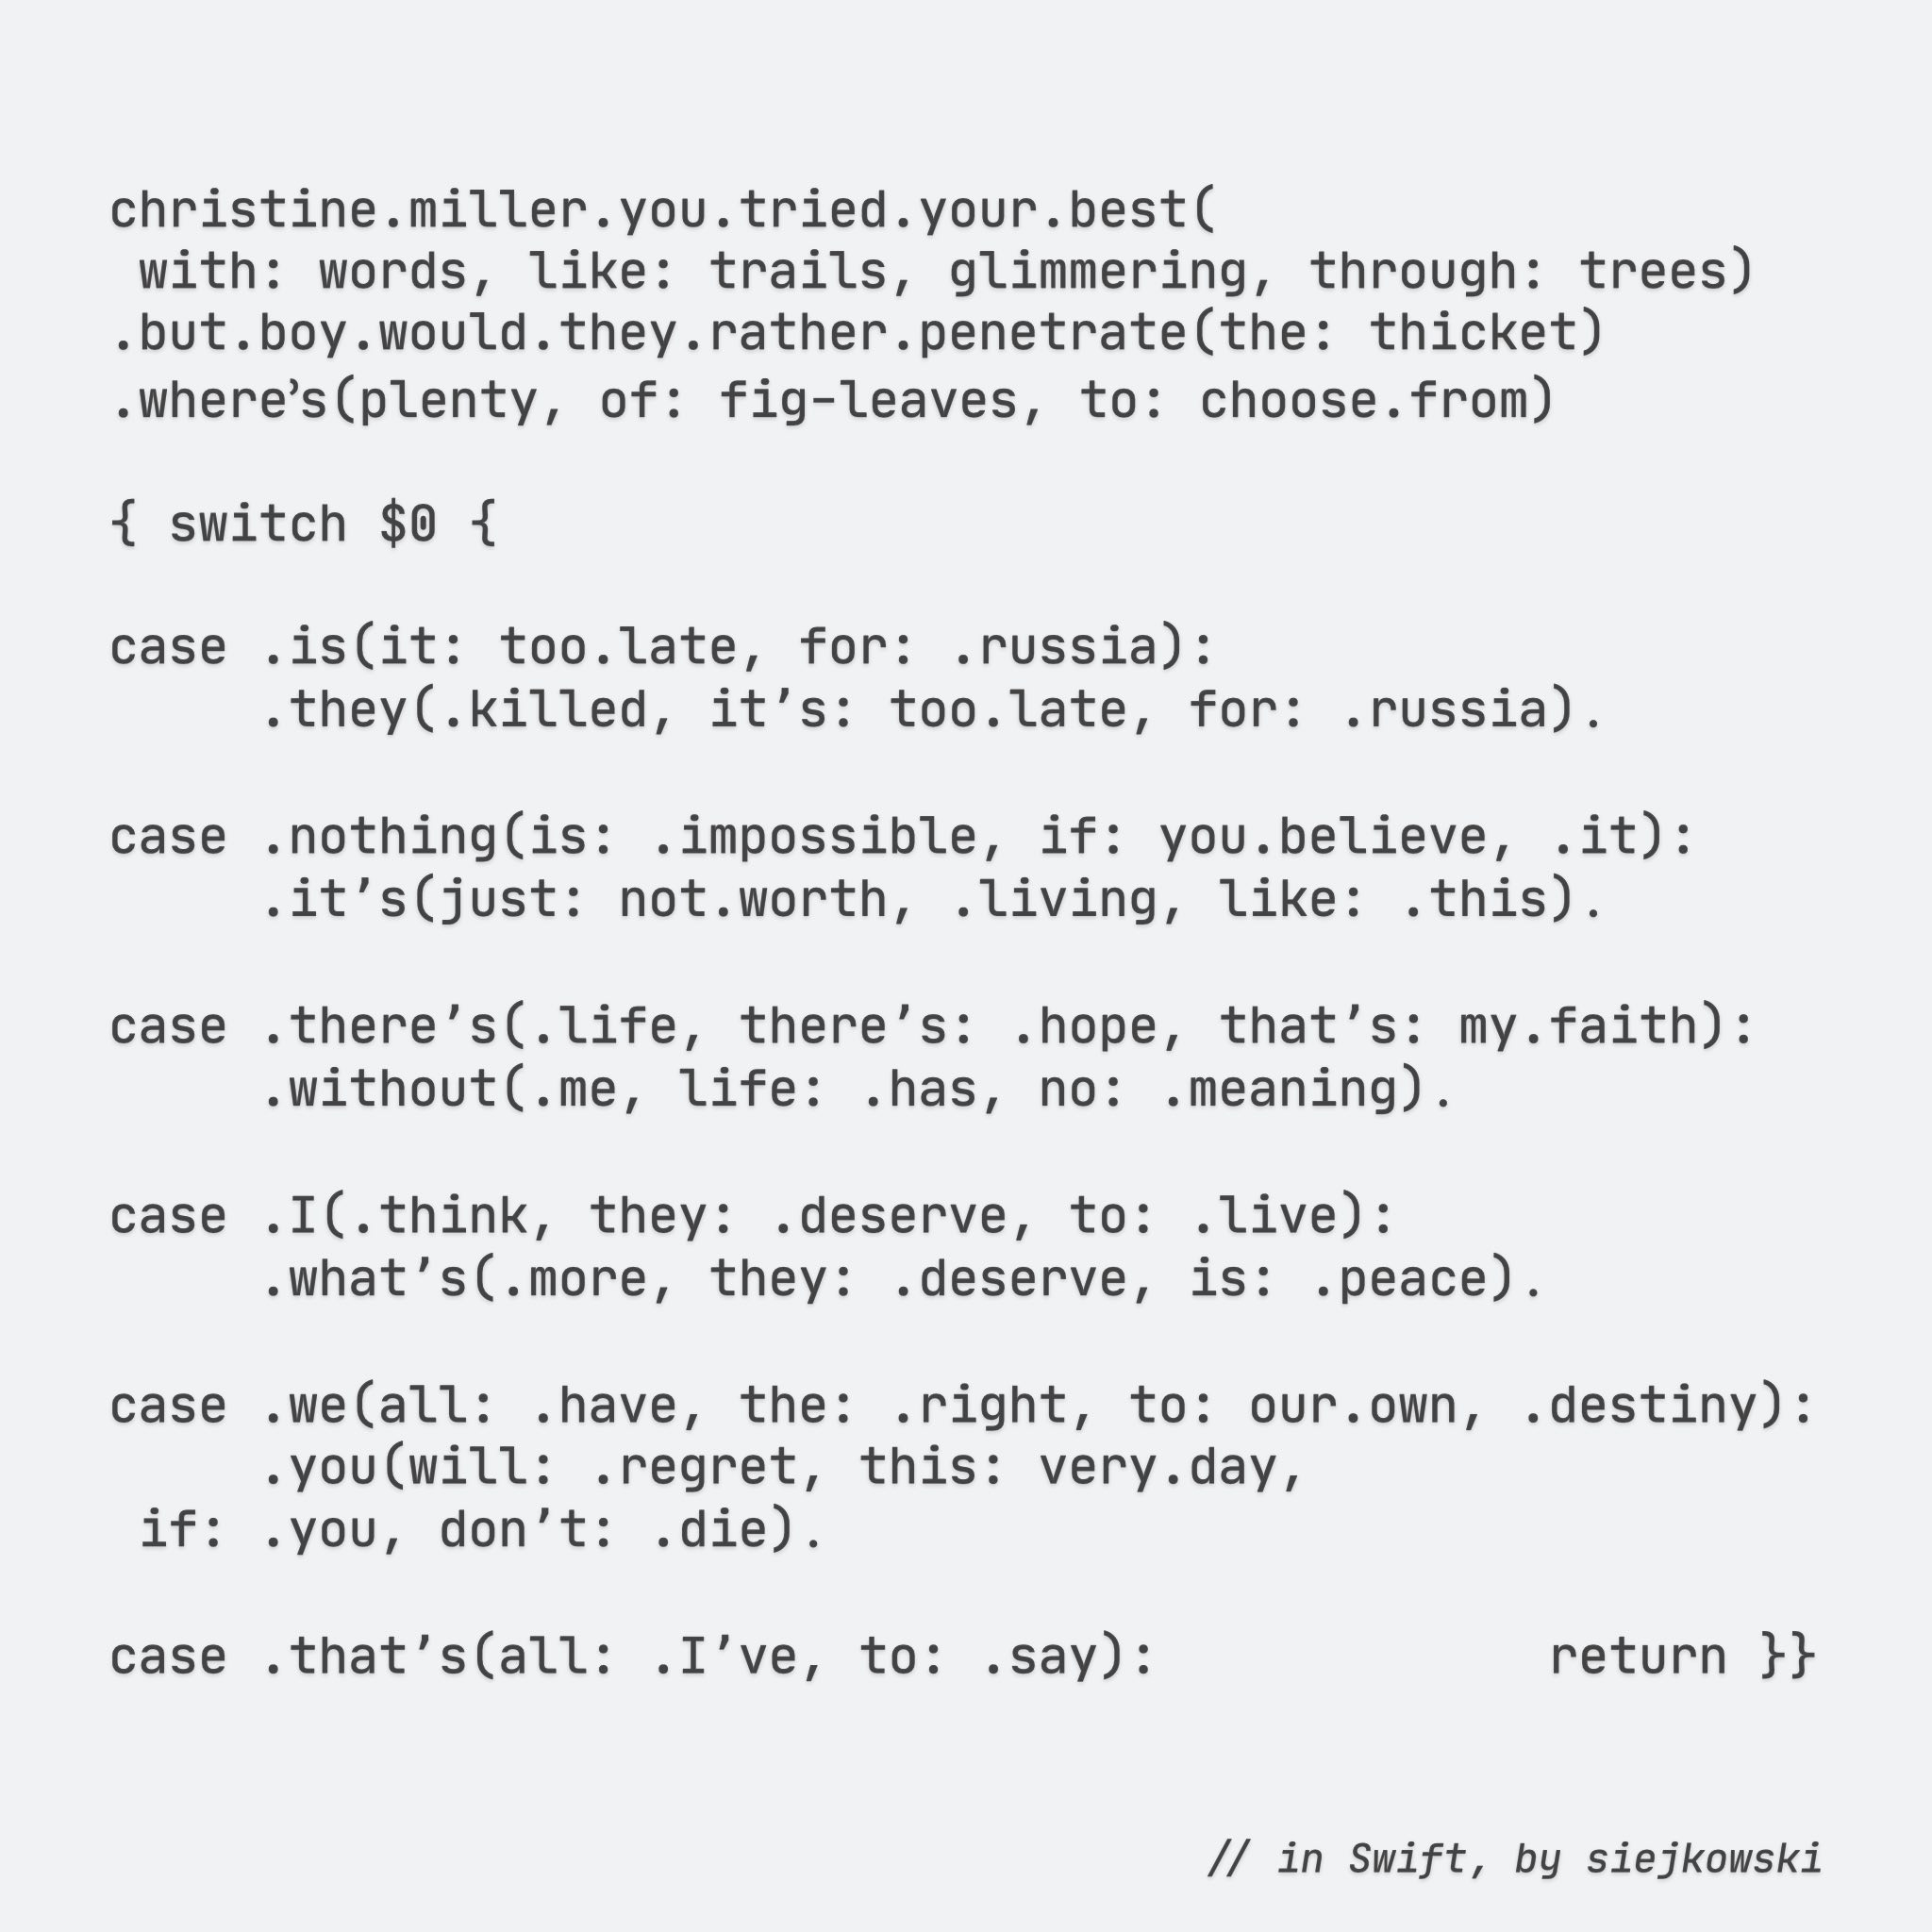 christine.miller.you.tried.your.best(
 with: words, like: trails, glimmering, through: trees)
.but.boy.would.they.rather.penetrate(the: thicket)
.where’s(plenty, of: fig-leaves, to: choose.from)
{ switch $0 {
case .is(it: too.late, for: .russia):
     .they(.killed, it’s: too.late, for: .russia).
case .nothing(is: .impossible, if: you.believe, .it):
     .it’s(just: not.worth, .living, like: .this).
case .there’s(.life, there’s: .hope, that’s: my.faith):
     .without(.me, life: .has, no: .meaning).
case .I(.think, they: .deserve, to: .live):
     .what’s(.more, they: .deserve, is: .peace).
case .we(all: .have, the: .right, to: our.own, .destiny):
     .you(will: .regret, this: very.day,
 if: .you, don’t: .die).
case .that’s(all: .I’ve, to: .say):             return }}
// in Swift, by siejkowski